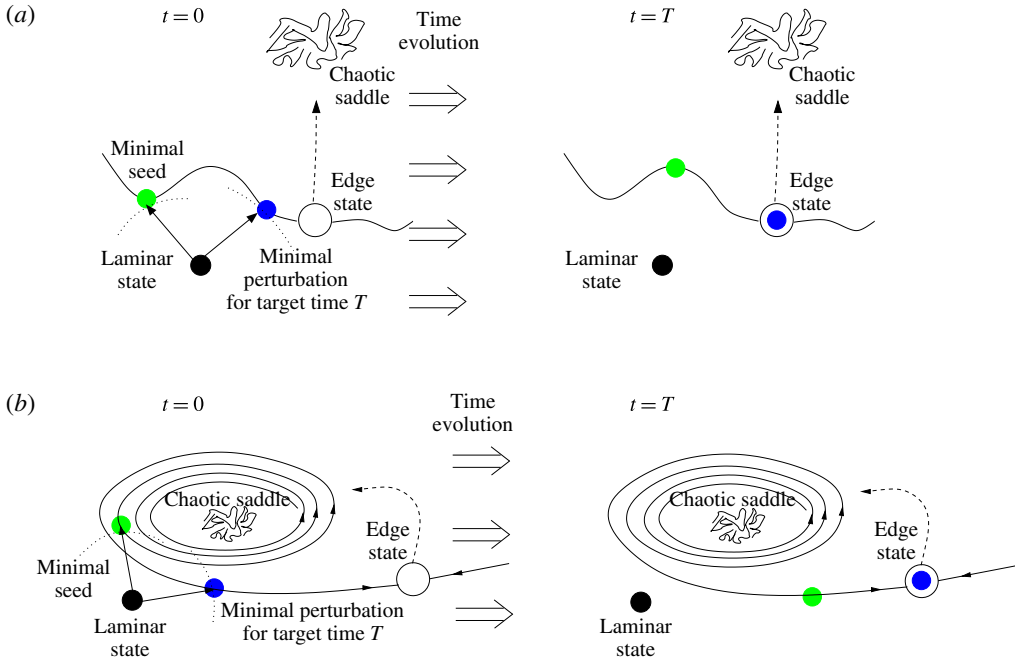 (a)
t = 0
Time
evolution
t = T
Chaotic
saddle
Chaotic
saddle
Minimal
seed
Edge
state
Edge
state
Laminar
state
Minimal
perturbation
for target time T
Laminar
state
(b)
t = 0
Time
evolution
t = T
Chaotic saddle
Chaotic saddle
Edge
state
Edge
state
Minimal
seed
Laminar
state
Minimal perturbation
for target time T
Laminar
state